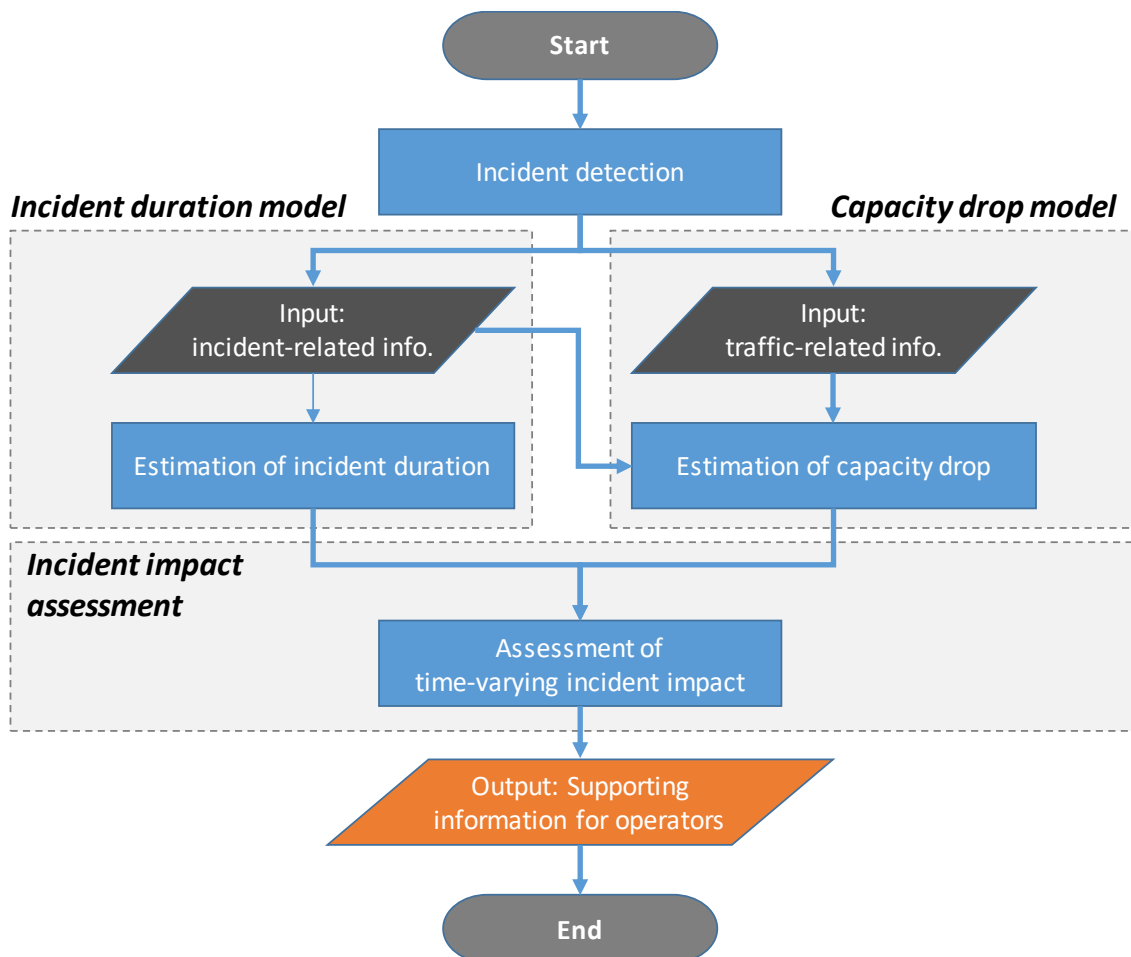 Start
Incident detection
Incident duration model
Capacity drop model
Input:
incident-related info.
Input:
traffic-related info.
Estimation of incident duration
Estimation of capacity drop
Incident impact
assessment
Assessment of
time-varying incident impact
Output: Supporting
information for operators
End